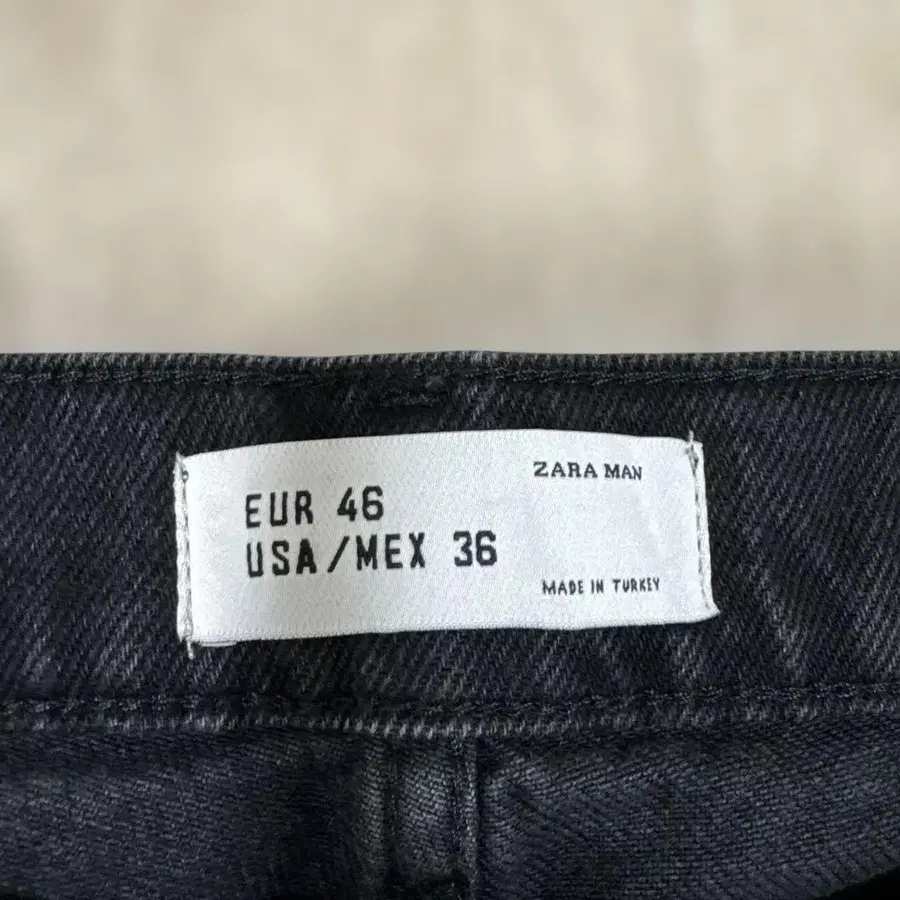 ZARA MAN
EUR 46
USA/MEX 36
MADE IN TURKEY